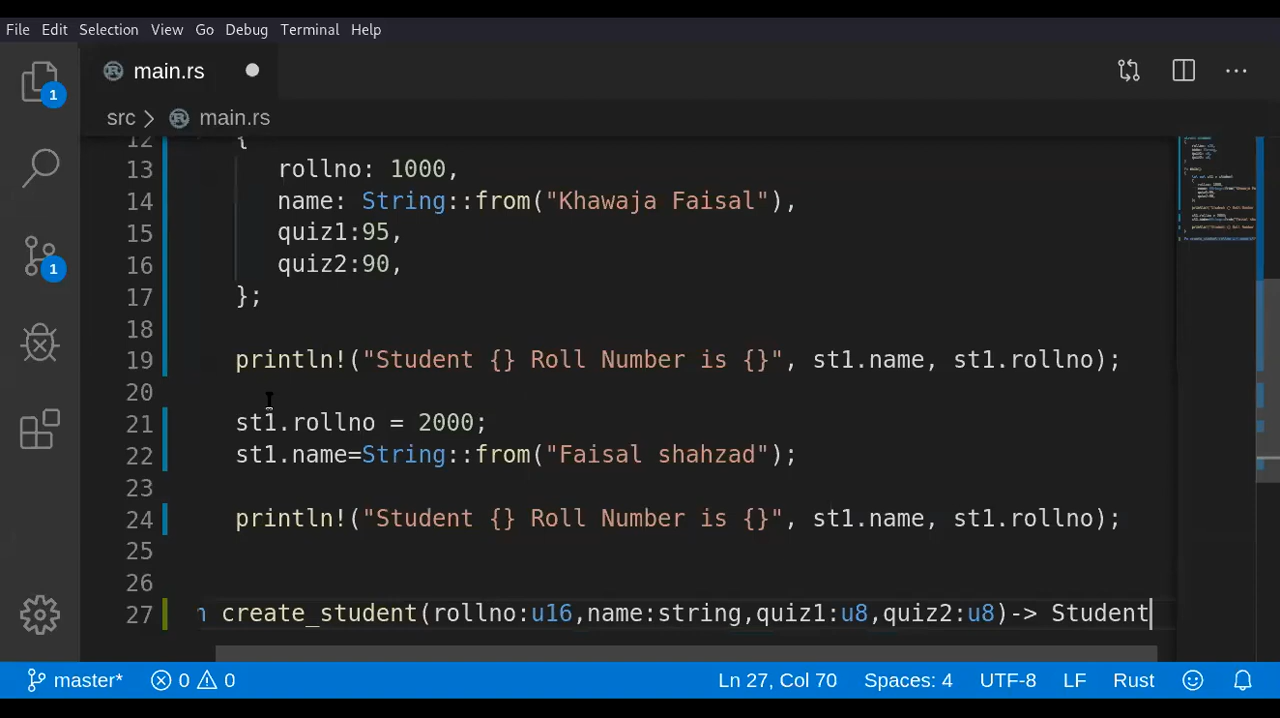 File Edit Selection View Go Debug Terminal Help
main.rs
1
src > main.rs
12 {
13 rollno: 1000,
14 name: String::from("Khawaja Faisal"),
15 quiz1:95,
16 quiz2:90,
17 };
18
19 println!("Student {} Roll Number is {}", st1.name, st1.rollno);
20
21 st1.rollno = 2000;
22 st1.name=String::from("Faisal shahzad");
23
24 println!("Student {} Roll Number is {}", st1.name, st1.rollno);
25
26
27 n create_student(rollno:u16,name:string,quiz1:u8,quiz2:u8)-> Student
1
master* 0 0 Ln 27, Col 70 Spaces: 4 UTF-8 LF Rust